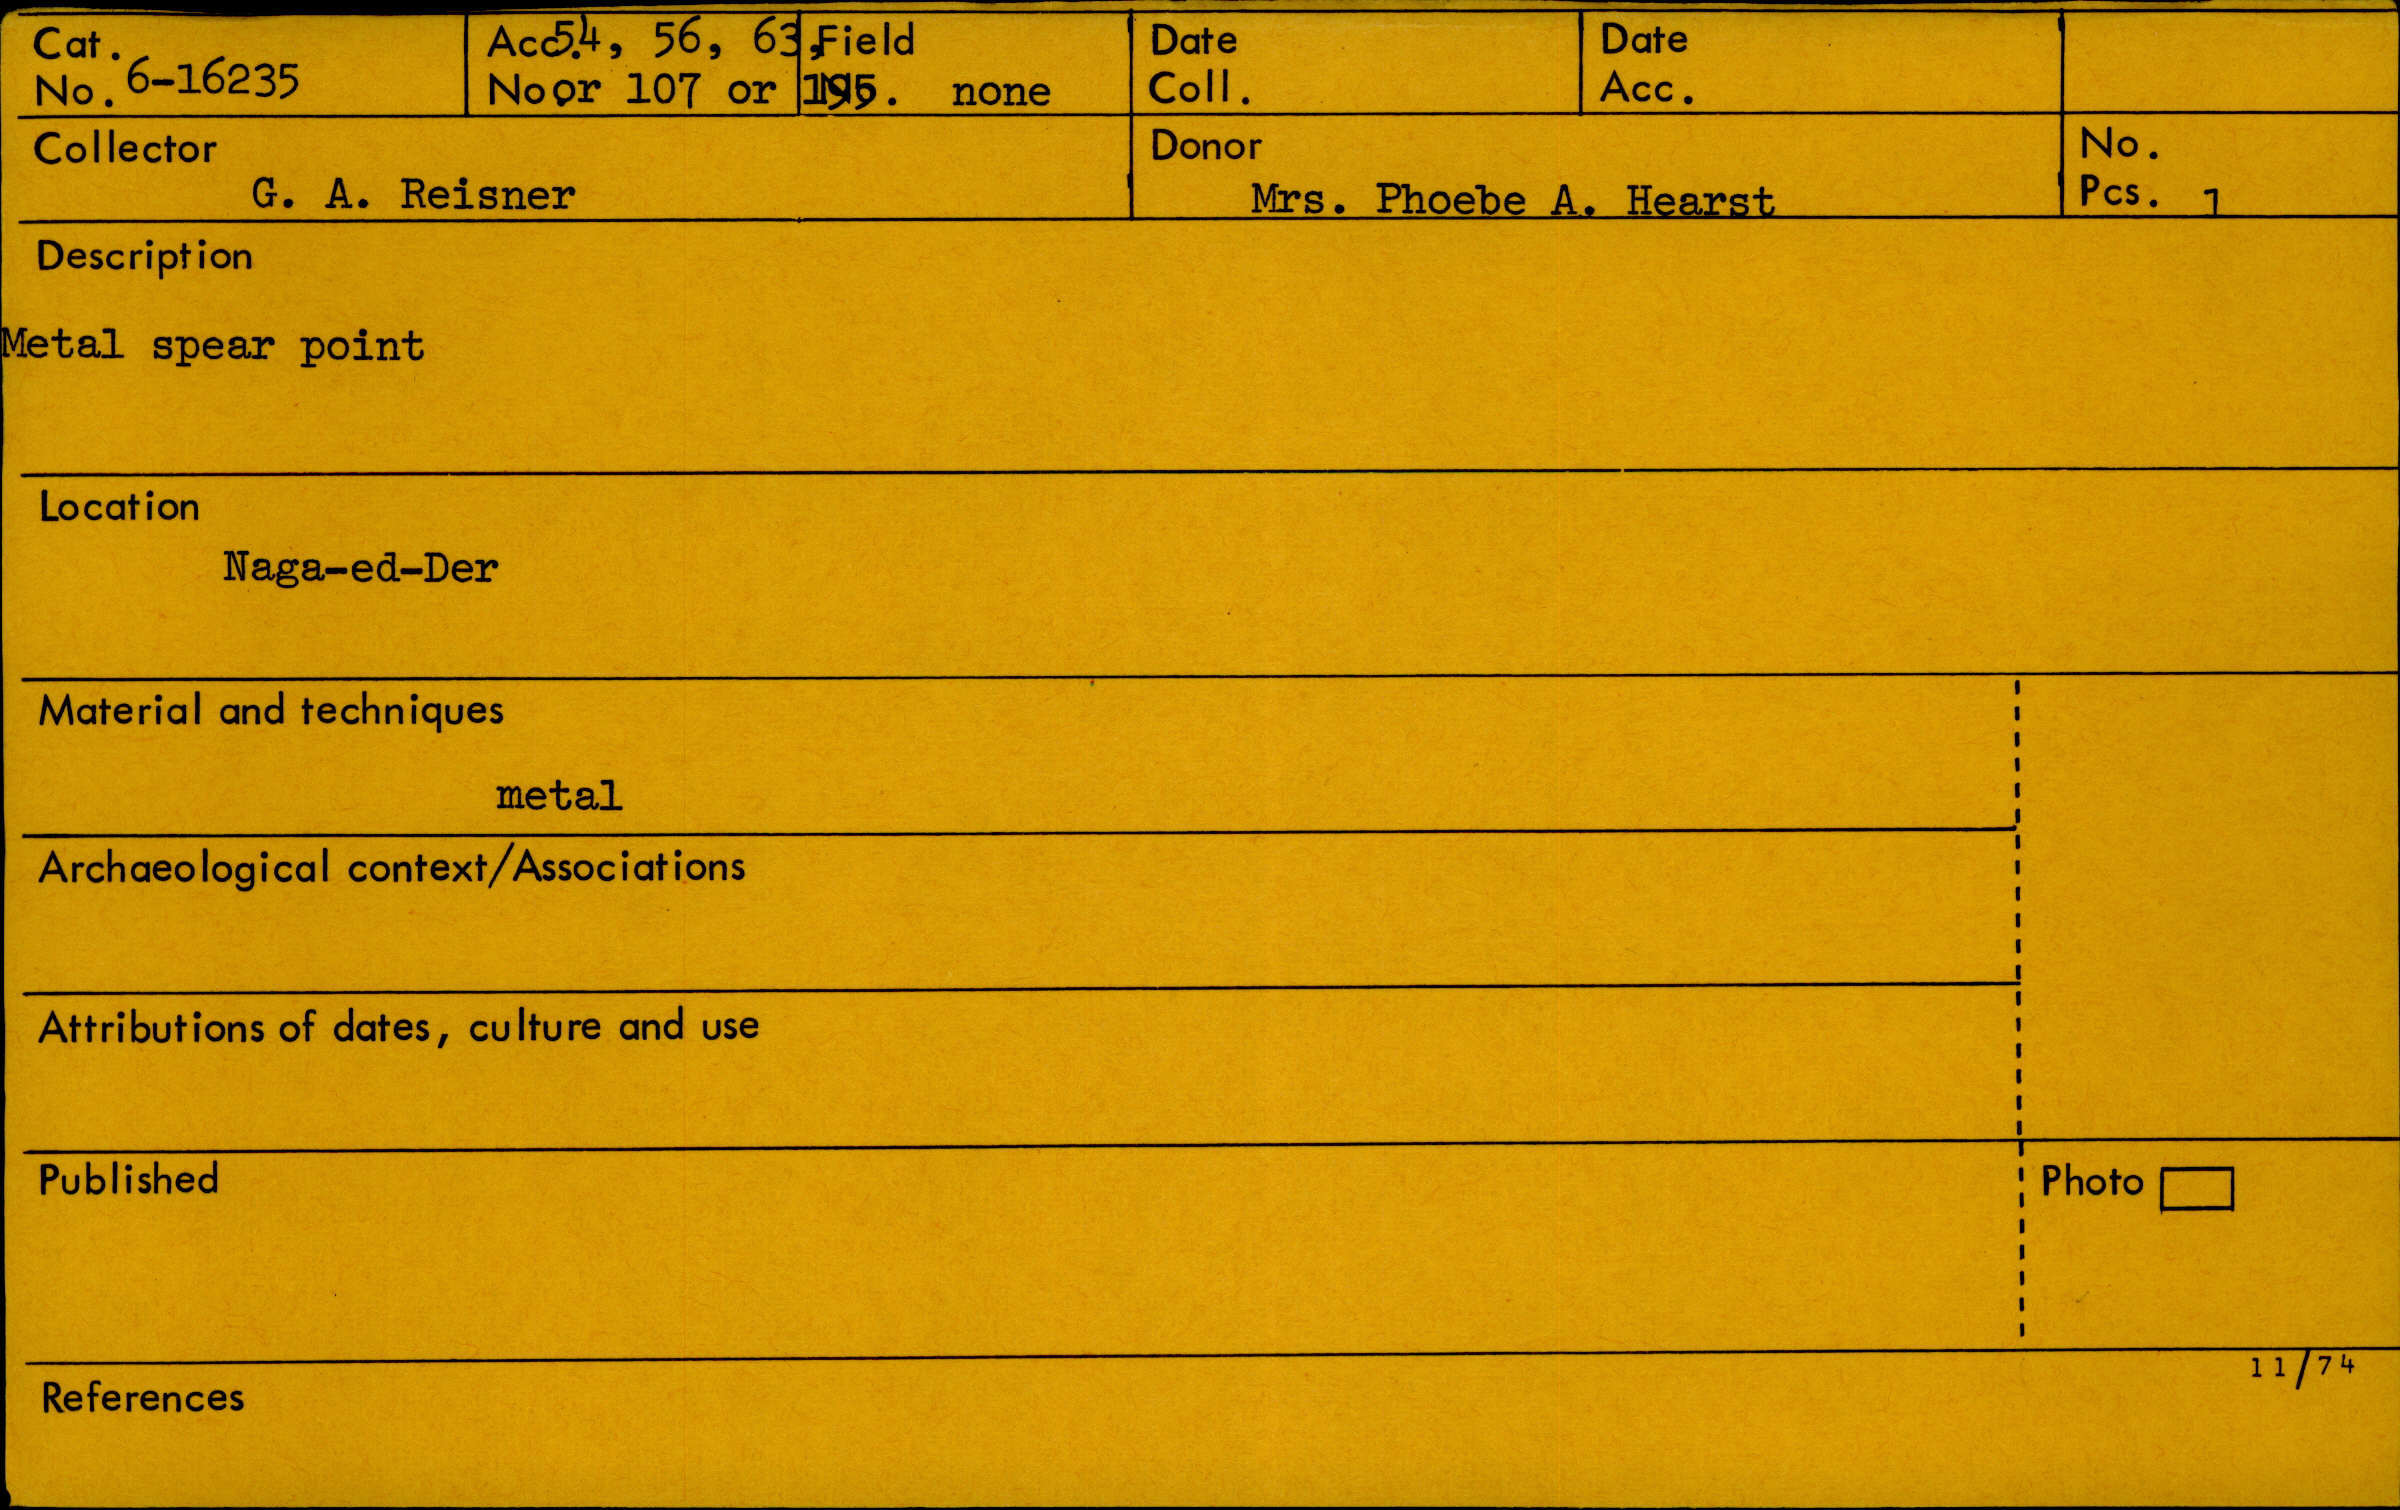 Cat. No. 6-16235
Acc. No. 54, 56, 63, or 107 or 195
Field No. none
Date Coll.
Date Acc.
Collector
G. A. Reisner
Donor
Mrs. Phoebe A. Hearst
No. Pcs. 1
Description
Metal spear point
Location
Naga-ed-Der
Material and techniques
metal
Archaeological context/Associations
Attributions of dates, culture and use
Published
Photo
11/74
References